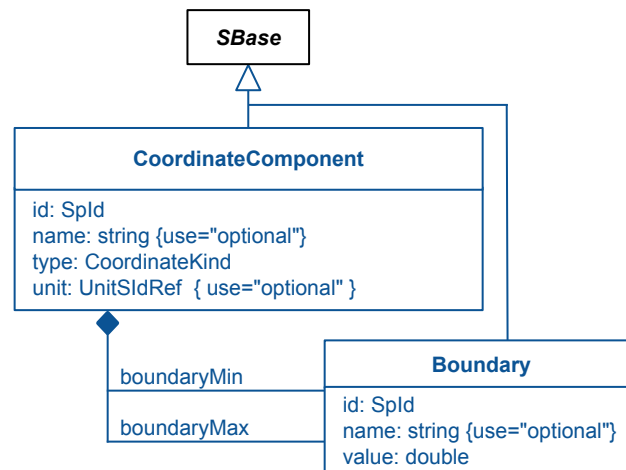 SBase
CoordinateComponent
id: SpId
name: string {use="optional"}
type: CoordinateKind
unit: UnitSIdRef { use="optional" }
boundaryMin
boundaryMax
Boundary
id: SpId
name: string {use="optional"}
value: double